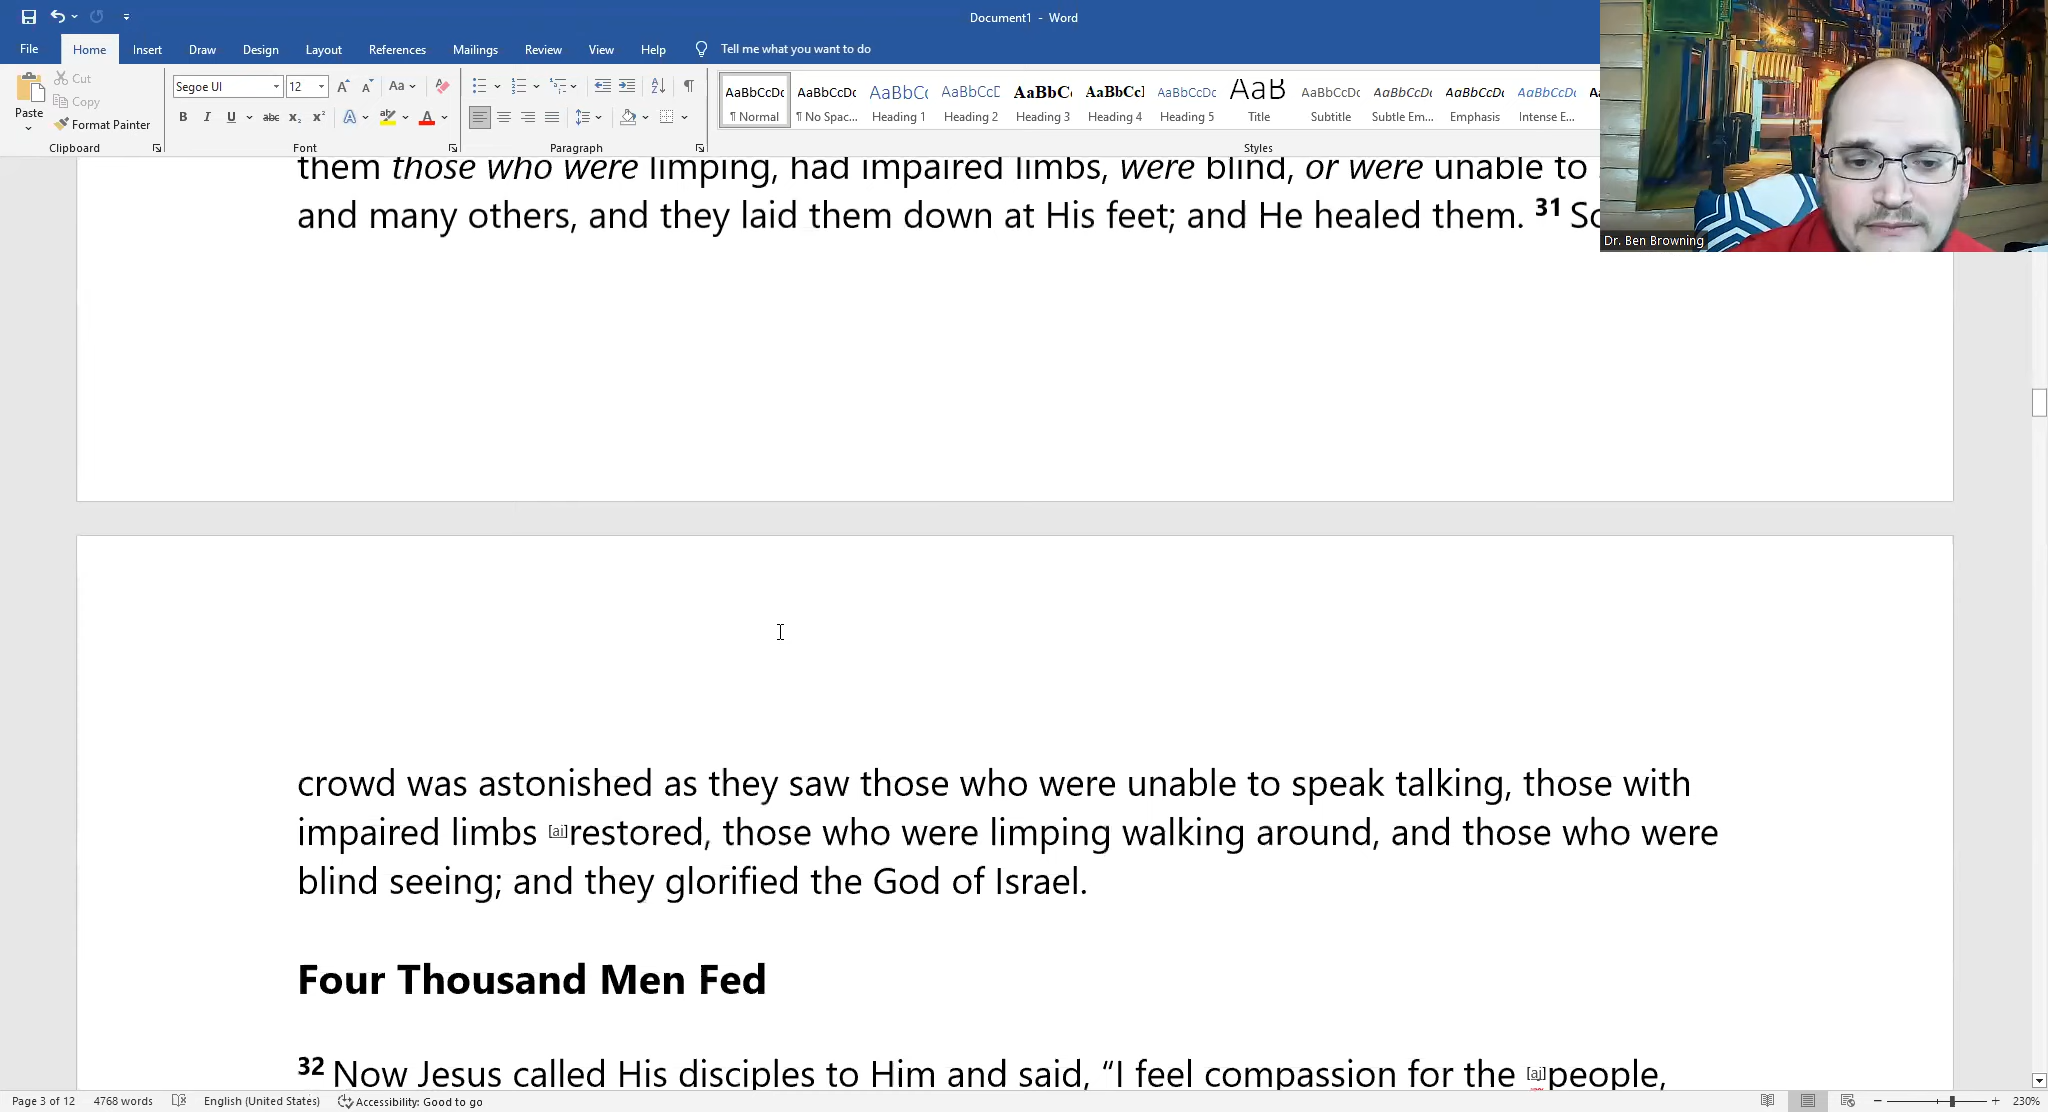 Document1 - Word
File Home Insert Draw Design Layout References Mailings Review View Help Tell me what you want to do
Paste
Cut
Copy
Format Painter
Clipboard
Segoe UI 12
Font
Paragraph
AaBbCcDc AaBbCcDc AaBbC AaBbCcD AaBbC AaBbCcI AaBbCcDc AaB AaBbCcDc AaBbCcDc AaBbCcDc AaBbCcDc
¶ Normal ¶ No Spac... Heading 1 Heading 2 Heading 3 Heading 4 Heading 5 Title Subtitle Subtle Em... Emphasis Intense E...
Styles
Dr. Ben Browning
them those who were limping, had impaired limbs, were blind, or were unable to
and many others, and they laid them down at His feet; and He healed them. 31 So
crowd was astonished as they saw those who were unable to speak talking, those with
impaired limbs [ai]restored, those who were limping walking around, and those who were
blind seeing; and they glorified the God of Israel.
Four Thousand Men Fed
32 Now Jesus called His disciples to Him and said, “I feel compassion for the [aj]people,
Page 3 of 12 4768 words English (United States) Accessibility: Good to go 230%